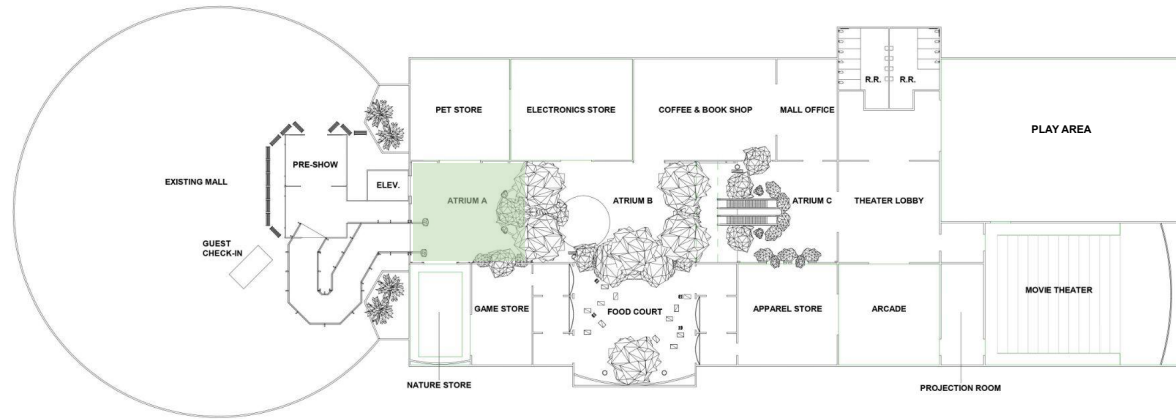 R.R.
R.R.
PET STORE
ELECTRONICS STORE
COFFEE & BOOK SHOP
MALL OFFICE
PLAY AREA
PRE-SHOW
EXISTING MALL
ELEV.
ATRIUM A
ATRIUM B
ATRIUM C
THEATER LOBBY
GUEST
CHECK-IN
MOVIE THEATER
GAME STORE
FOOD COURT
APPAREL STORE
ARCADE
NATURE STORE
PROJECTION ROOM